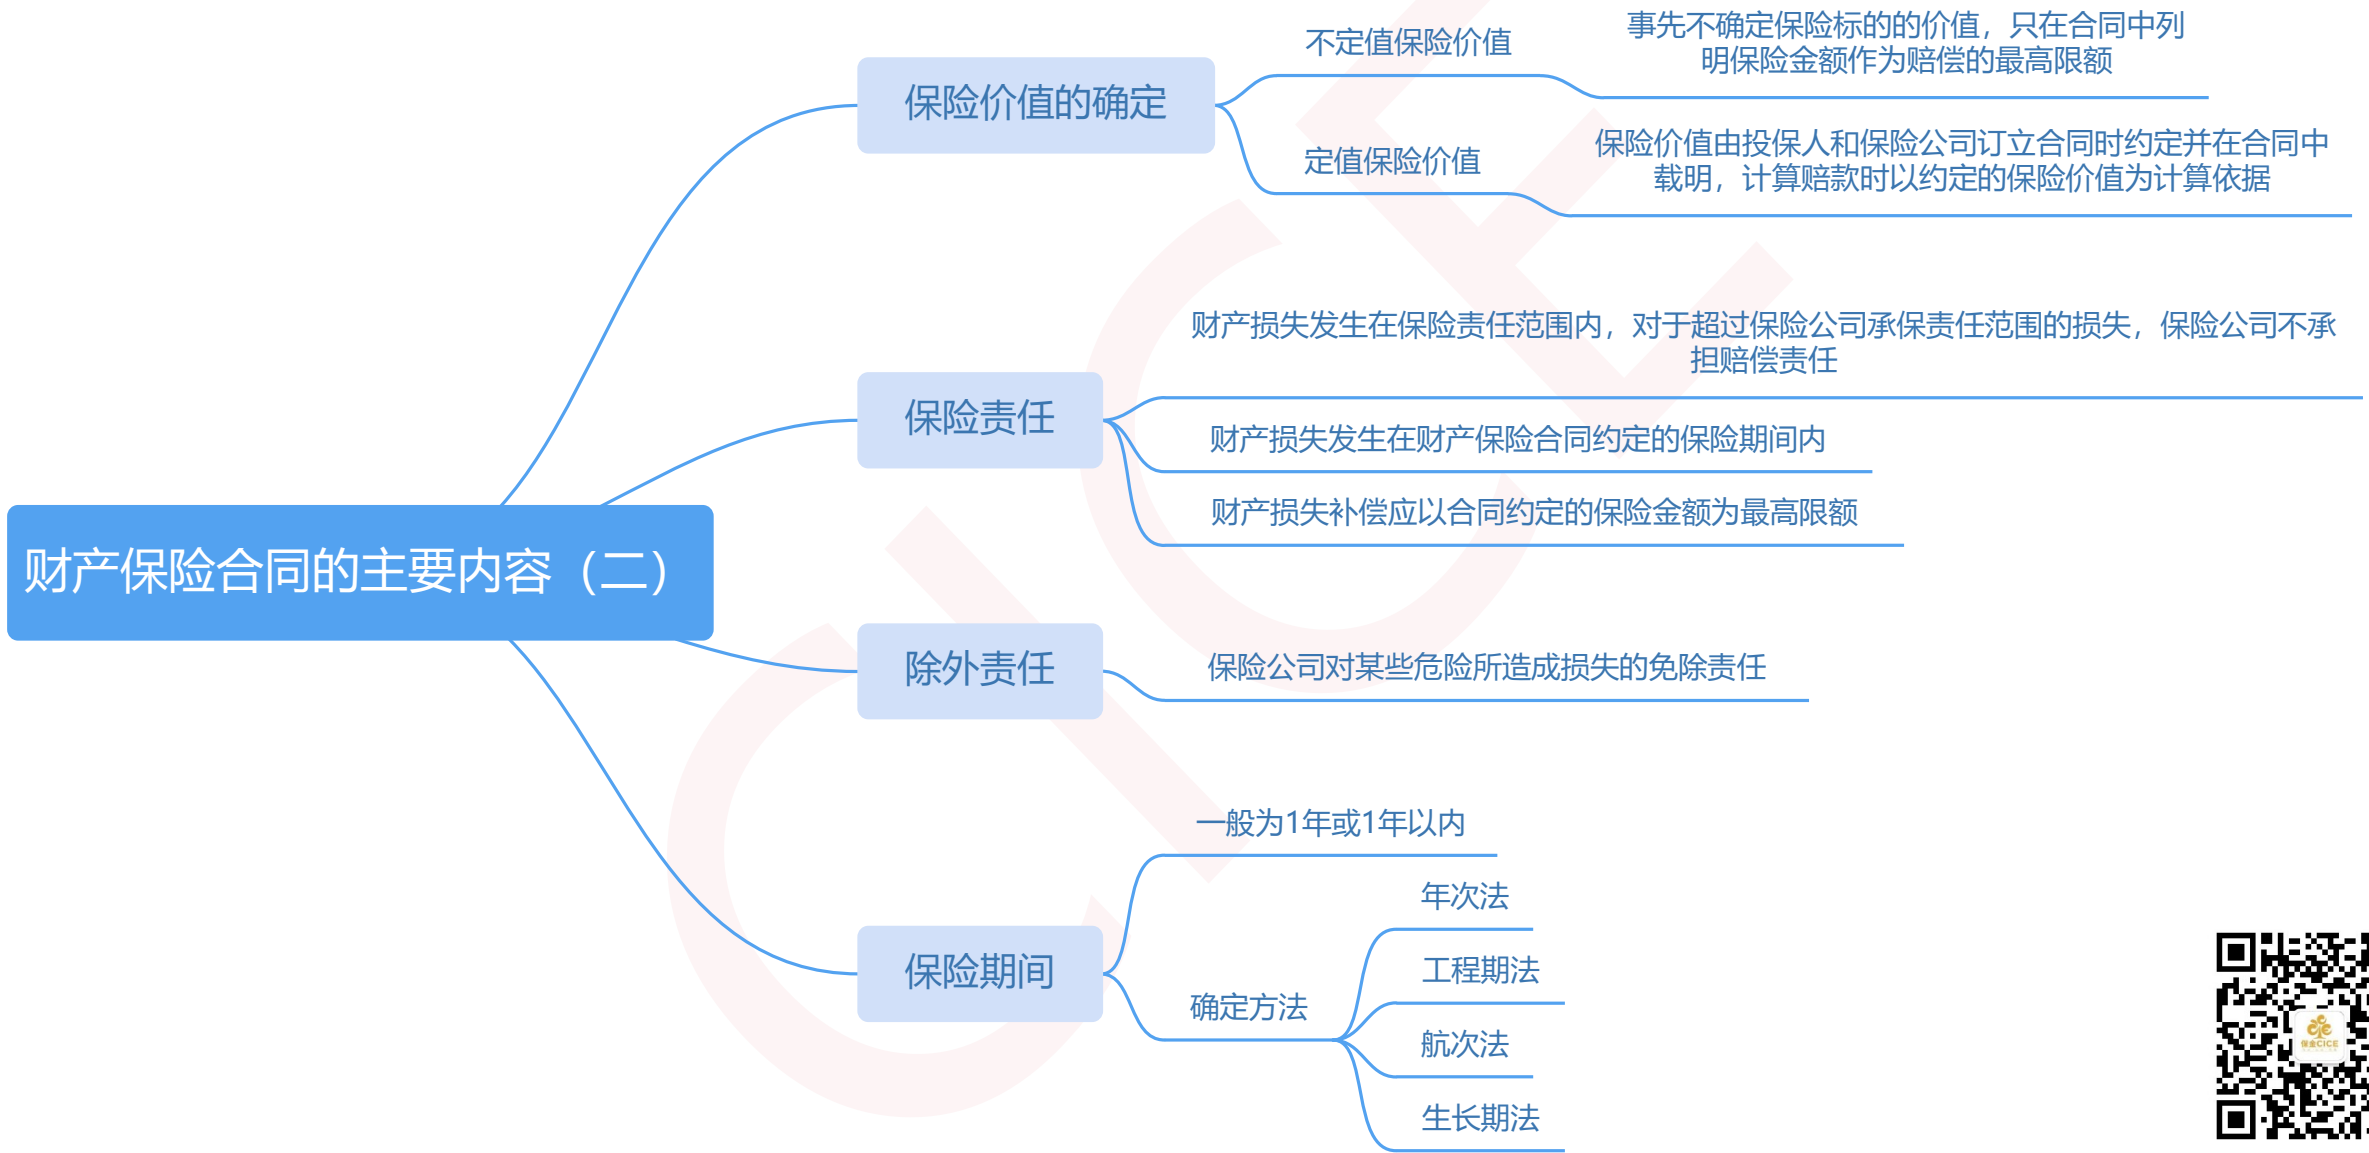 财产保险合同的主要内容（二）
保险价值的确定
不定值保险价值
事先不确定保险标的的价值，只在合同中列
明保险金额作为赔偿的最高限额
定值保险价值
保险价值由投保人和保险公司订立合同时约定并在合同中
载明，计算赔款时以约定的保险价值为计算依据
保险责任
财产损失发生在保险责任范围内，对于超过保险公司承保责任范围的损失，保险公司不承
担赔偿责任
财产损失发生在财产保险合同约定的保险期间内
财产损失补偿应以合同约定的保险金额为最高限额
除外责任
保险公司对某些危险所造成损失的免除责任
保险期间
一般为1年或1年以内
确定方法
年次法
工程期法
航次法
生长期法
CICE
保金CICE